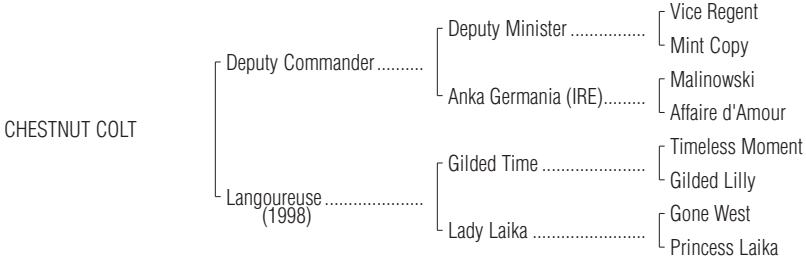 Vice Regent
Deputy Minister ................
Mint Copy
Deputy Commander..........
Malinowski
Anka Germania (IRE).........
Affaire d'Amour
CHESTNUT COLT
Timeless Moment
Gilded Time ......................
Gilded Lilly
Langoureuse .....................
(1998)
Gone West
Lady Laika ........................
Princess Laika